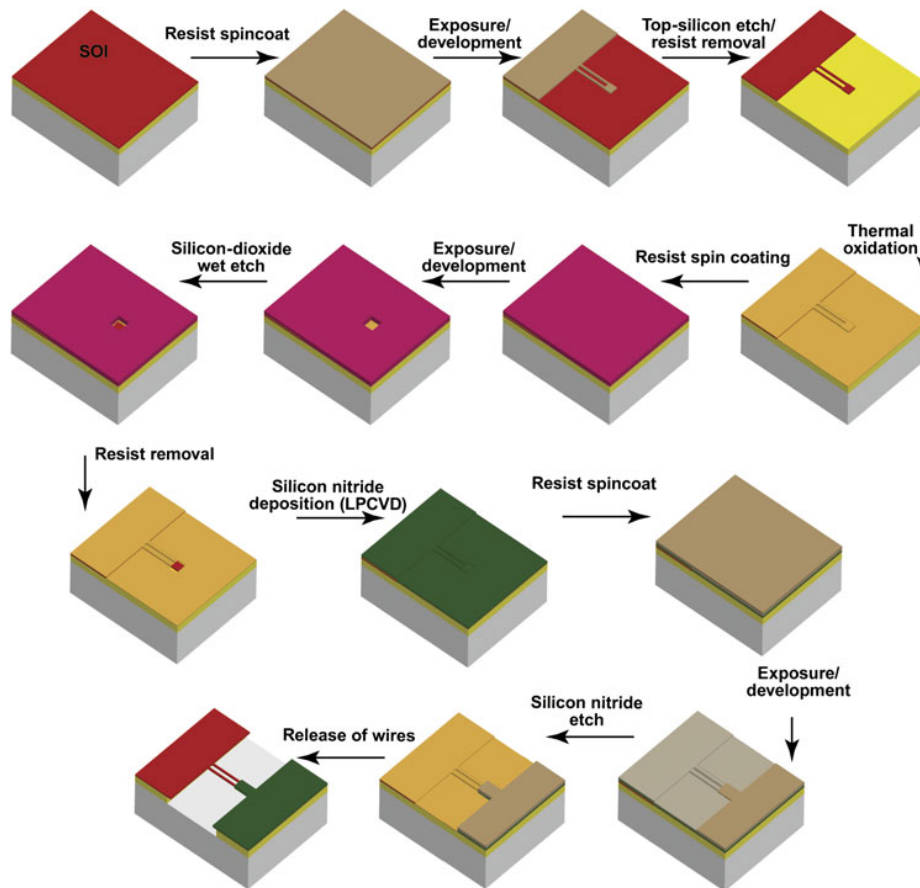 SOI
Resist spincoat
Exposure/
development
Top-silicon etch/
resist removal
Thermal
oxidation
Resist spin coating
Exposure/
development
Silicon-dioxide
wet etch
Resist removal
Silicon nitride
deposition (LPCVD)
Resist spincoat
Exposure/
development
Silicon nitride
etch
Release of wires